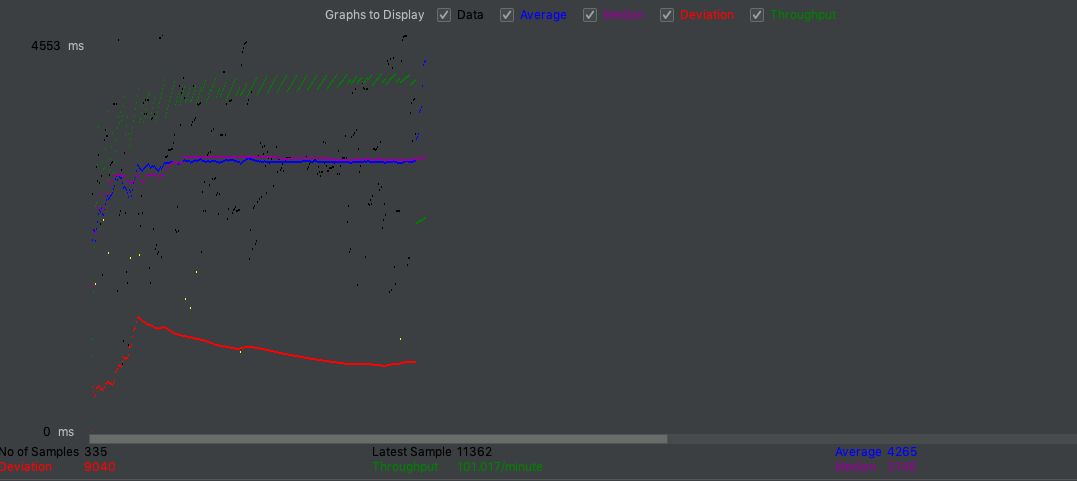 Graphs to Display Data Average Median Deviation Throughput
4553 ms
0 ms
No of Samples 335 Latest Sample 11362 Average 4265
Deviation 9040 Throughput 101.017/minute Median